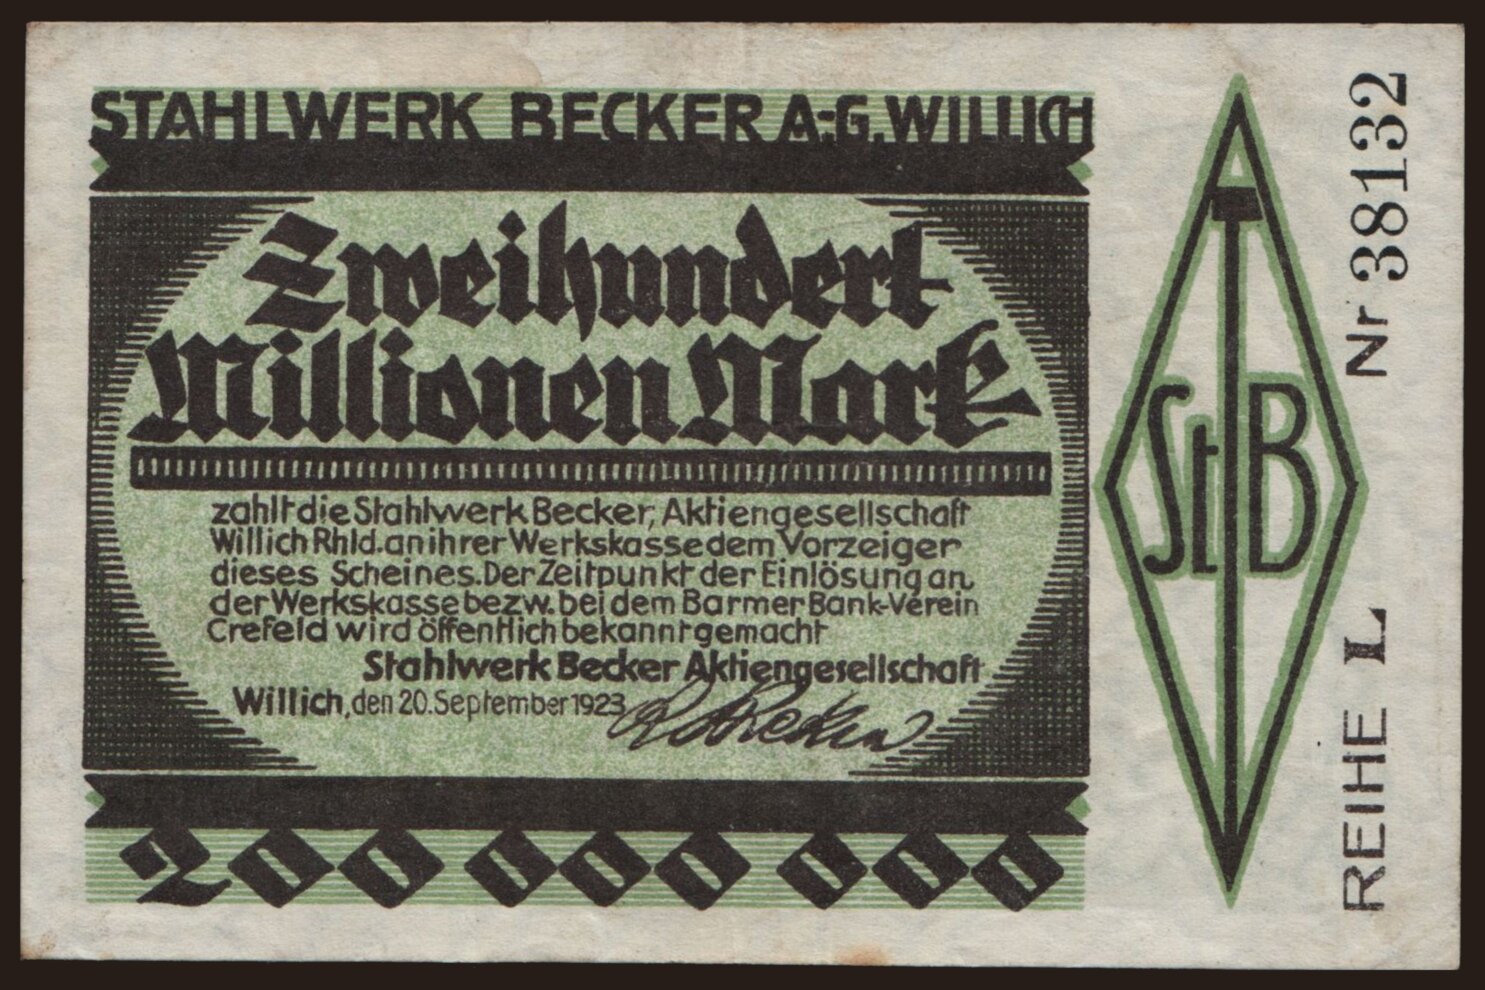 STAHLWERK BECKER A-G. WILLICH
Zweihundert
Millionen Mark
zahlt die Stahlwerk Becker, Aktiengesellschaft
Willich Rhld. an ihrer Werkskasse dem Vorzeiger
dieses Scheines. Der Zeitpunkt der Einlösung an
der Werkskasse bezw. bei dem Barmer Bank-Verein
Crefeld wird öffentlich bekanntgemacht
Stahlwerk Becker Aktiengesellschaft
Willich, den 20. September 1923
200 000 000
St B
Nr 38132
REIHE L